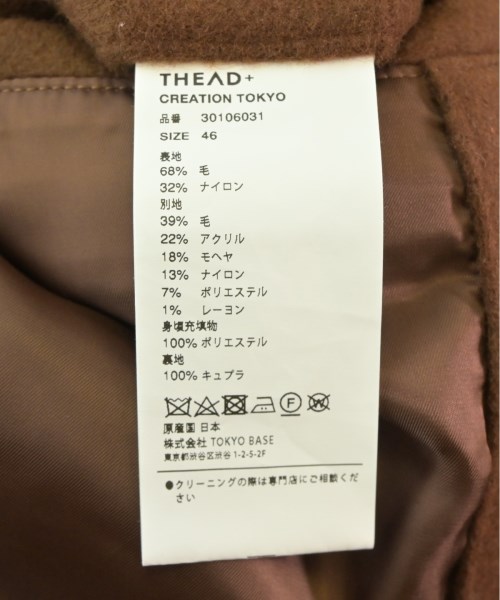 THEAD+
CREATION TOKYO
品番 30106031
SIZE 46
表地
68% 毛
32% ナイロン
別地
39% 毛
22% アクリル
18% モヘヤ
13% ナイロン
7% ポリエステル
1% レーヨン
身頃充填物
100% ポリエステル
裏地
100% キュプラ
F W
原産国 日本
株式会社 TOKYO BASE
東京都渋谷区渋谷 1-2-5-2F
●クリーニングの際は専門店にご相談くだ
さい